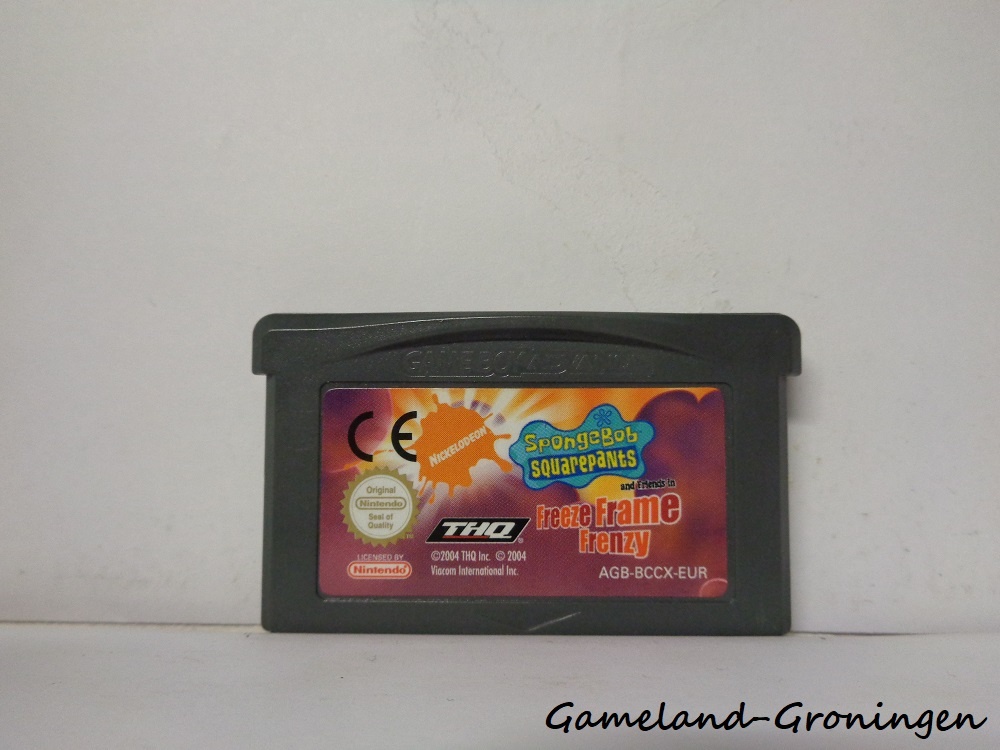 GAME BOY ADVANCE
CE
NICKELODEON
SpongeBob
SQUAREPANTS
and Friends in
Freeze Frame
Frenzy
Original
Nintendo
Seal of
Quality
THQ
©2004 THQ Inc. © 2004
Viacom International Inc.
LICENSED BY
Nintendo
AGB-BCCX-EUR
Gameland-Groningen